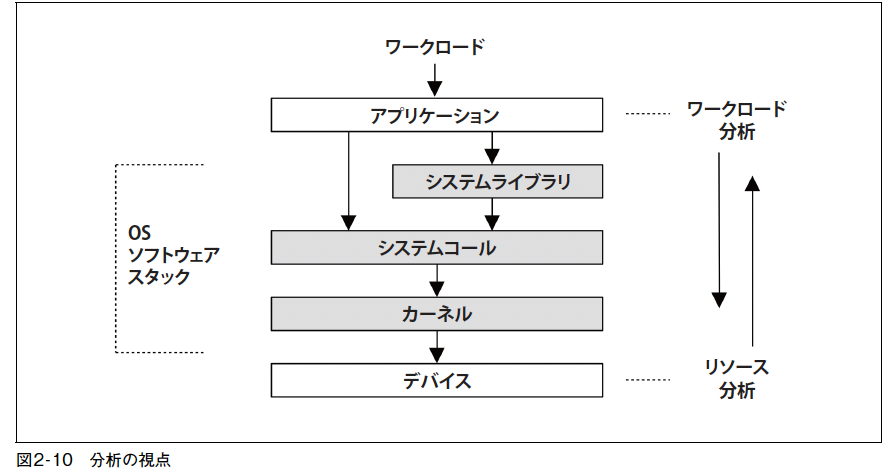 ワークロード
アプリケーション
ワークロード
分析
システムライブラリ
OS
ソフトウェア
スタック
システムコール
カーネル
デバイス
リソース
分析
図2-10 分析の視点